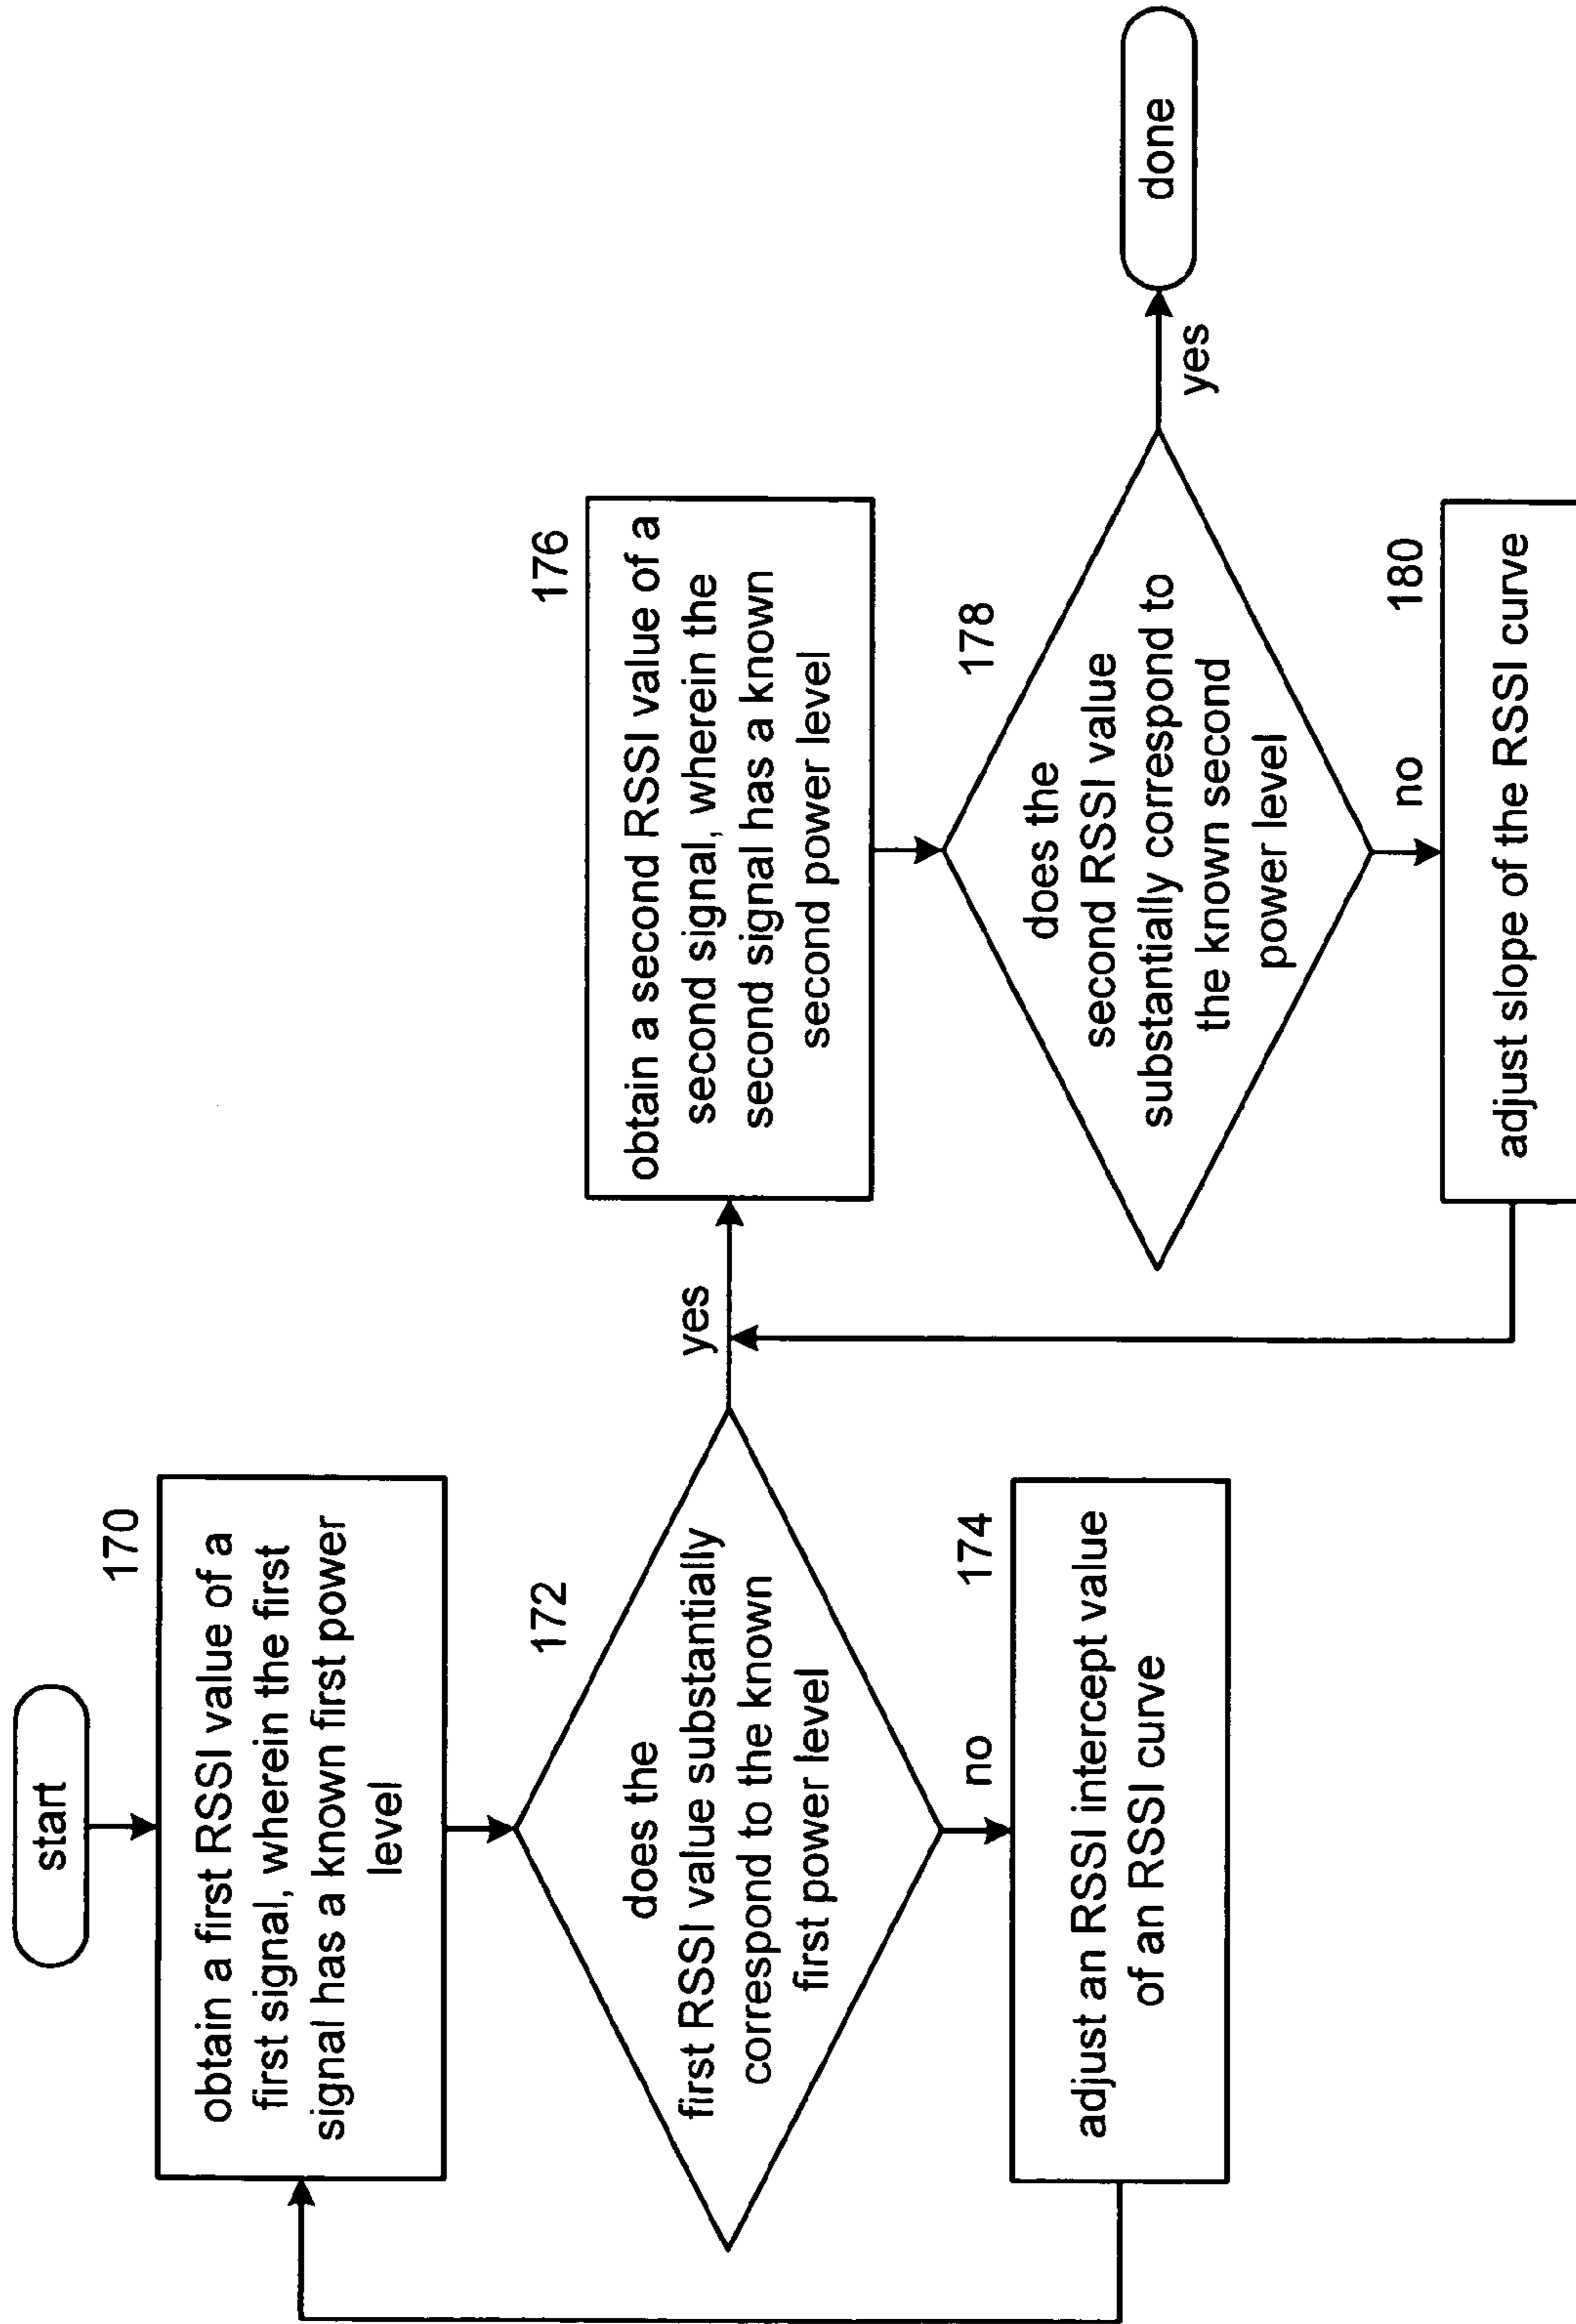 start
170
obtain a first RSSI value of a
first signal, wherein the first
signal has a known first power
level
172
does the
first RSSI value substantially
correspond to the known
first power level
yes
no
174
adjust an RSSI intercept value
of an RSSI curve
176
obtain a second RSSI value of a
second signal, wherein the
second signal has a known
second power level
178
does the
second RSSI value
substantially correspond to
the known second
power level
yes
done
no
180
adjust slope of the RSSI curve